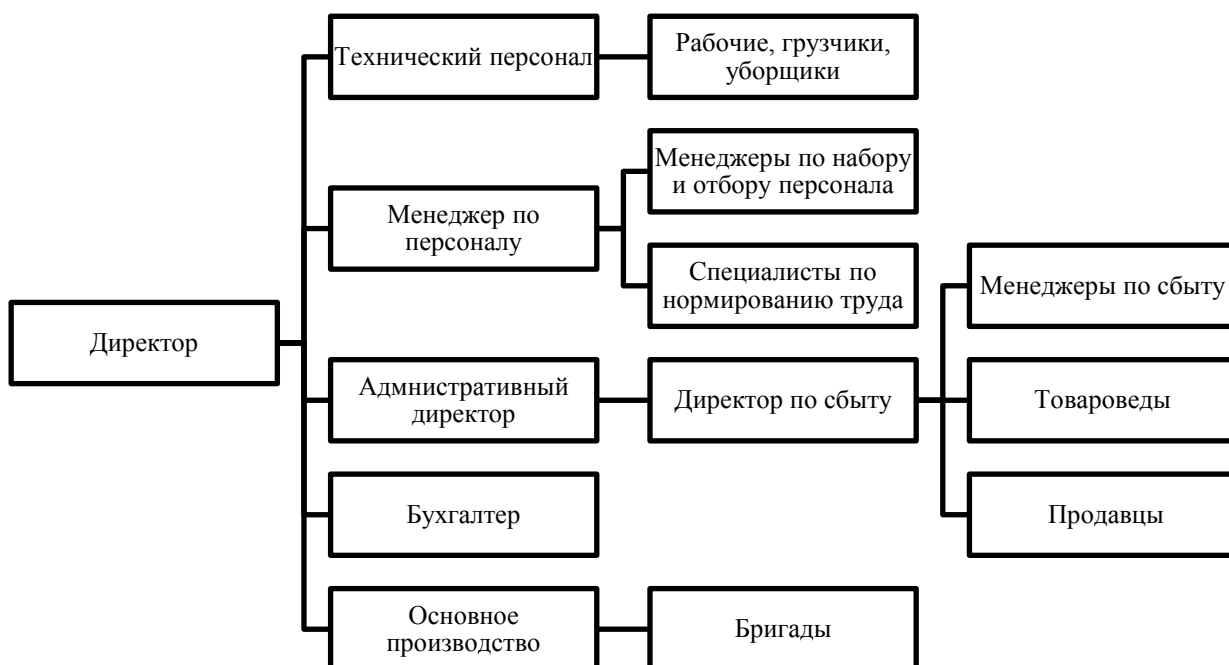 Технический персонал
Рабочие, грузчики,
уборщики
Менеджер по
персоналу
Менеджеры по набору
и отбору персонала
Специалисты по
нормированию труда
Директор
Адмнистративный
директор
Директор по сбыту
Менеджеры по сбыту
Товароведы
Продавцы
Бухгалтер
Основное
производство
Бригады